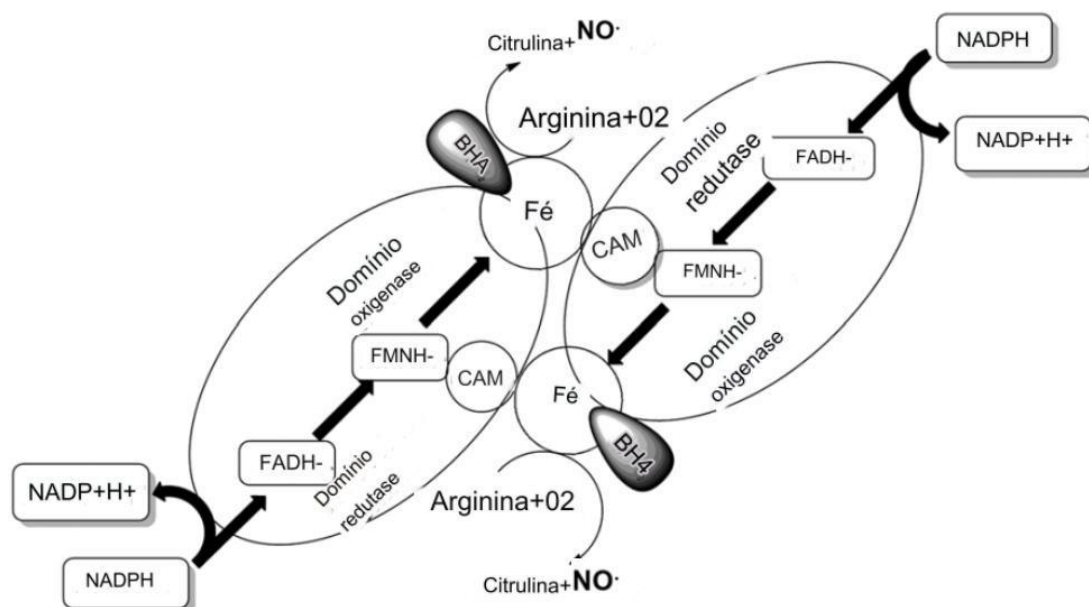 Citrulina+NO·
NADPH
Arginina+02
NADP+H+
BHA
Domínio
redutase
FADH-
Fé
CAM
FMNH-
Domínio
oxigenase
Domínio
oxigenase
FMNH-
CAM
Fé
BH4
FADH-
Domínio
redutase
NADP+H+
Arginina+02
NADPH
Citrulina+NO·